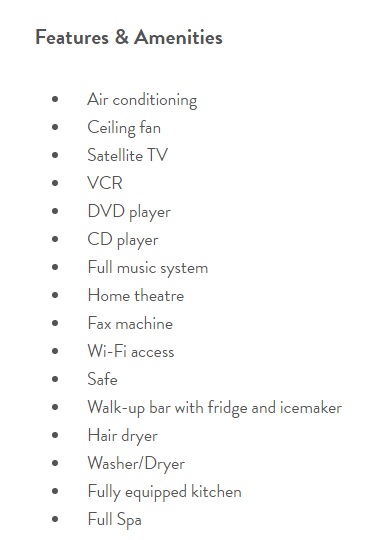 Features & Amenities
• Air conditioning
• Ceiling fan
• Satellite TV
• VCR
• DVD player
• CD player
• Full music system
• Home theatre
• Fax machine
• Wi-Fi access
• Safe
• Walk-up bar with fridge and icemaker
• Hair dryer
• Washer/Dryer
• Fully equipped kitchen
• Full Spa